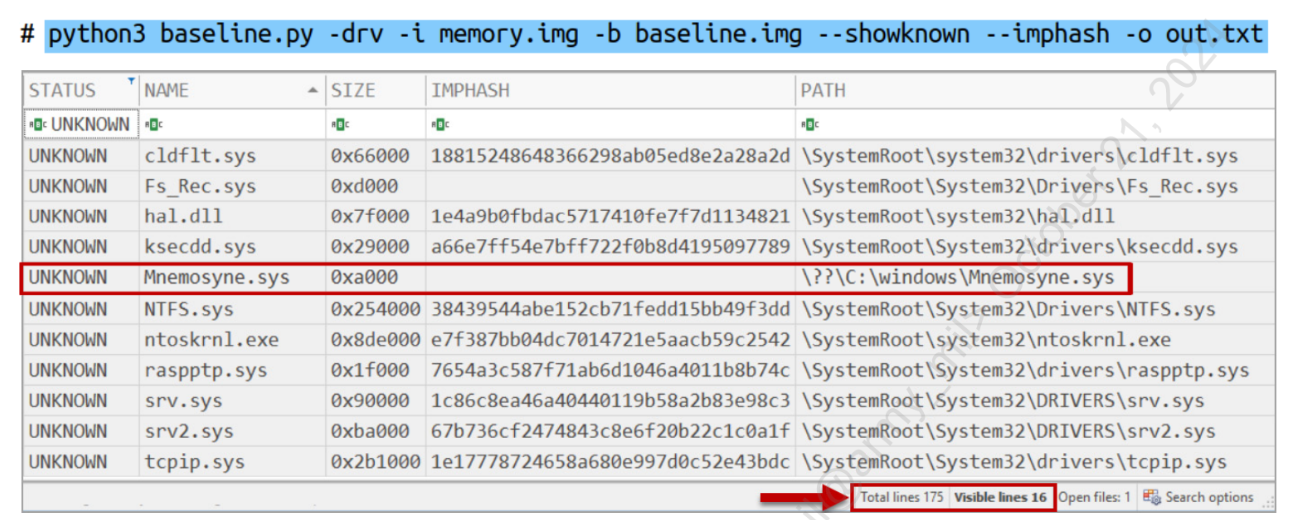 # python3 baseline.py -drv -i memory.img -b baseline.img --showknown --imphash -o out.txt
STATUS NAME SIZE IMPHASH PATH
UNKNOWN
UNKNOWN cldflt.sys 0x66000 18815248648366298ab05ed8e2a28a2d \SystemRoot\system32\drivers\cldflt.sys
UNKNOWN Fs_Rec.sys 0xd000 \SystemRoot\System32\Drivers\Fs_Rec.sys
UNKNOWN hal.dll 0x7f000 1e4a9b0fbdac5717410fe7f7d1134821 \SystemRoot\system32\hal.dll
UNKNOWN ksecdd.sys 0x29000 a66e7ff54e7bff722f0b8d4195097789 \SystemRoot\System32\drivers\ksecdd.sys
UNKNOWN Mnemosyne.sys 0xa000 \??\C:\windows\Mnemosyne.sys
UNKNOWN NTFS.sys 0x254000 38439544abe152cb71fedd15bb49f3dd \SystemRoot\System32\Drivers\NTFS.sys
UNKNOWN ntoskrnl.exe 0x8de000 e7f387bb04dc7014721e5aacb59c2542 \SystemRoot\system32\ntoskrnl.exe
UNKNOWN raspptp.sys 0x1f000 7654a3c587f71ab6d1046a4011b8b74c \SystemRoot\System32\drivers\raspptp.sys
UNKNOWN srv.sys 0x90000 1c86c8ea46a40440119b58a2b83e98c3 \SystemRoot\System32\DRIVERS\srv.sys
UNKNOWN srv2.sys 0xba000 67b736cf2474843c8e6f20b22c1c0a1f \SystemRoot\System32\DRIVERS\srv2.sys
UNKNOWN tcpip.sys 0x2b1000 1e17778724658a680e997d0c52e43bdc \SystemRoot\System32\drivers\tcpip.sys
Total lines 175 Visible lines 16 Open files: 1 Search options
October 21, 2024